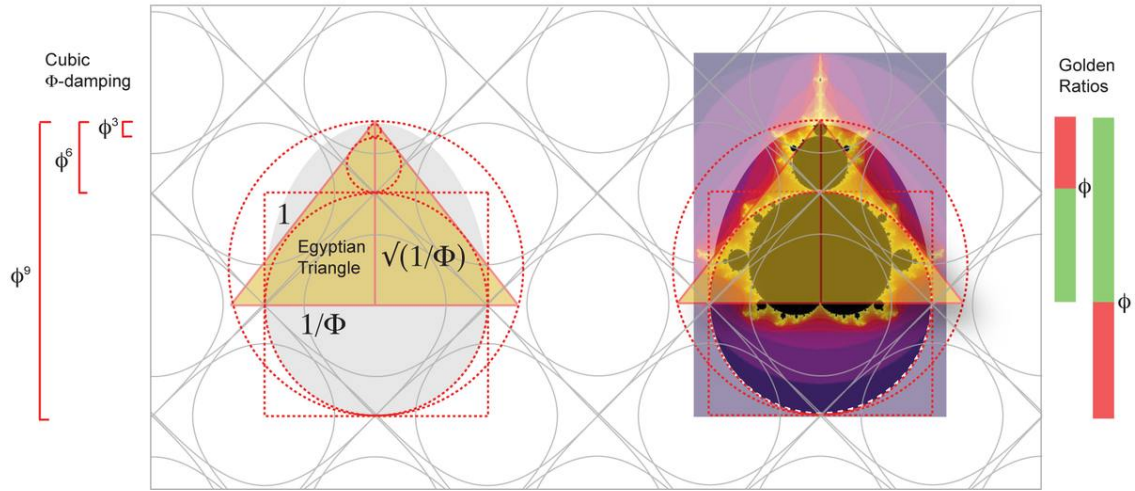 Cubic
Φ-damping
ϕ³
ϕ⁶
ϕ⁹
1
Egyptian
Triangle
√(1/Φ)
1/Φ
Golden
Ratios
ϕ
ϕ